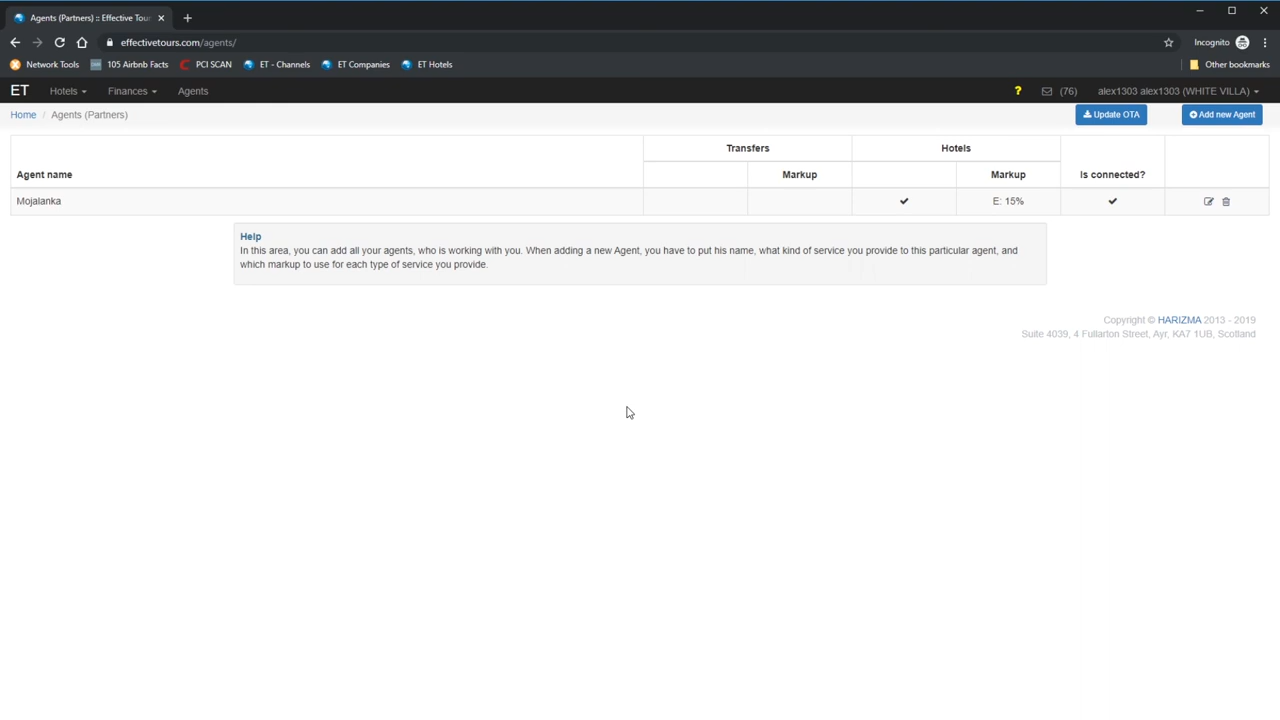 Agents (Partners) :: Effective Tour
effectivetours.com/agents/
Incognito
Network Tools
105 Airbnb Facts
PCI SCAN
ET - Channels
ET Companies
ET Hotels
Other bookmarks
ET
Hotels
Finances
Agents
?
(76)
alex1303 alex1303 (WHITE VILLA)
Home / Agents (Partners)
Update OTA
Add new Agent
Transfers
Hotels
Agent name
Markup
Markup
Is connected?
Mojalanka
E: 15%
Help
In this area, you can add all your agents, who is working with you. When adding a new Agent, you have to put his name, what kind of service you provide to this particular agent, and
which markup to use for each type of service you provide.
Copyright © HARIZMA 2013 - 2019
Suite 4039, 4 Fullarton Street, Ayr, KA7 1UB, Scotland